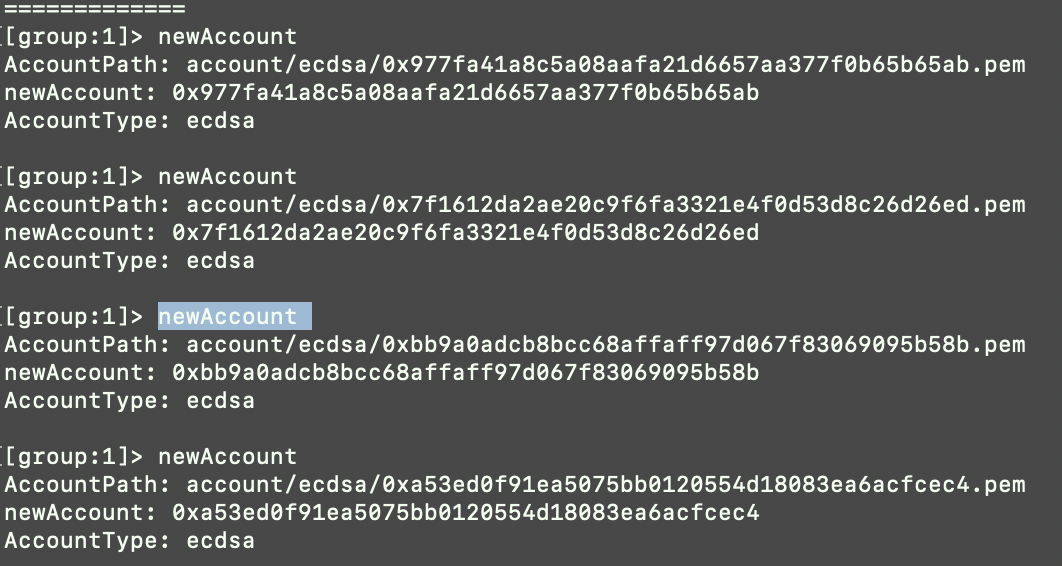 =============
[group:1]> newAccount
AccountPath: account/ecdsa/0x977fa41a8c5a08aafa21d6657aa377f0b65b65ab.pem
newAccount: 0x977fa41a8c5a08aafa21d6657aa377f0b65b65ab
AccountType: ecdsa
[group:1]> newAccount
AccountPath: account/ecdsa/0x7f1612da2ae20c9f6fa3321e4f0d53d8c26d26ed.pem
newAccount: 0x7f1612da2ae20c9f6fa3321e4f0d53d8c26d26ed
AccountType: ecdsa
[group:1]> newAccount
AccountPath: account/ecdsa/0xbb9a0adcb8bcc68affaff97d067f83069095b58b.pem
newAccount: 0xbb9a0adcb8bcc68affaff97d067f83069095b58b
AccountType: ecdsa
[group:1]> newAccount
AccountPath: account/ecdsa/0xa53ed0f91ea5075bb0120554d18083ea6acfcec4.pem
newAccount: 0xa53ed0f91ea5075bb0120554d18083ea6acfcec4
AccountType: ecdsa